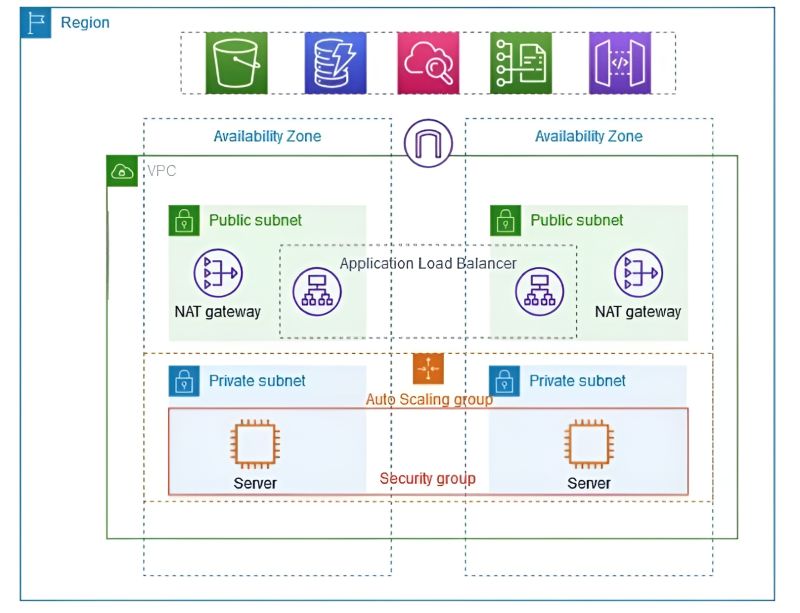 Region
Availability Zone
Availability Zone
VPC
Public subnet
Public subnet
Application Load Balancer
NAT gateway
NAT gateway
Private subnet
Private subnet
Auto Scaling group
Security group
Server
Server